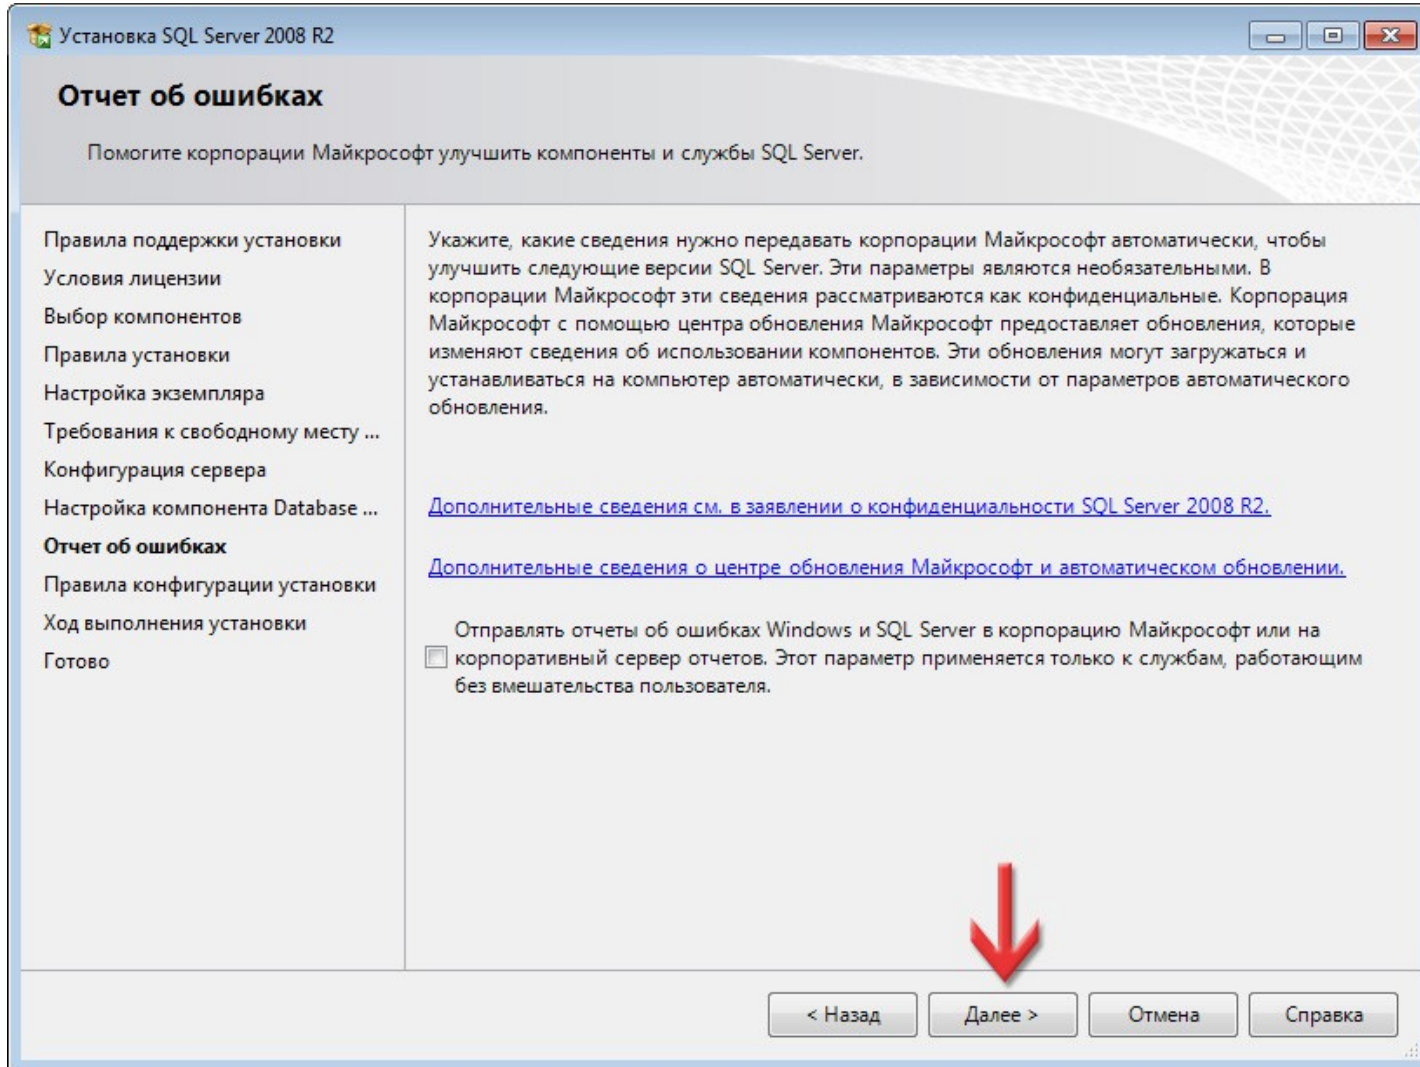 Установка SQL Server 2008 R2
Отчет об ошибках
Помогите корпорации Майкрософт улучшить компоненты и службы SQL Server.
Правила поддержки установки
Условия лицензии
Выбор компонентов
Правила установки
Настройка экземпляра
Требования к свободному месту ...
Конфигурация сервера
Настройка компонента Database ...
Отчет об ошибках
Правила конфигурации установки
Ход выполнения установки
Готово
Укажите, какие сведения нужно передавать корпорации Майкрософт автоматически, чтобы
улучшить следующие версии SQL Server. Эти параметры являются необязательными. В
корпорации Майкрософт эти сведения рассматриваются как конфиденциальные. Корпорация
Майкрософт с помощью центра обновления Майкрософт предоставляет обновления, которые
изменяют сведения об использовании компонентов. Эти обновления могут загружаться и
устанавливаться на компьютер автоматически, в зависимости от параметров автоматического
обновления.
Дополнительные сведения см. в заявлении о конфиденциальности SQL Server 2008 R2.
Дополнительные сведения о центре обновления Майкрософт и автоматическом обновлении.
Отправлять отчеты об ошибках Windows и SQL Server в корпорацию Майкрософт или на
корпоративный сервер отчетов. Этот параметр применяется только к службам, работающим
без вмешательства пользователя.
< Назад
Далее >
Отмена
Справка